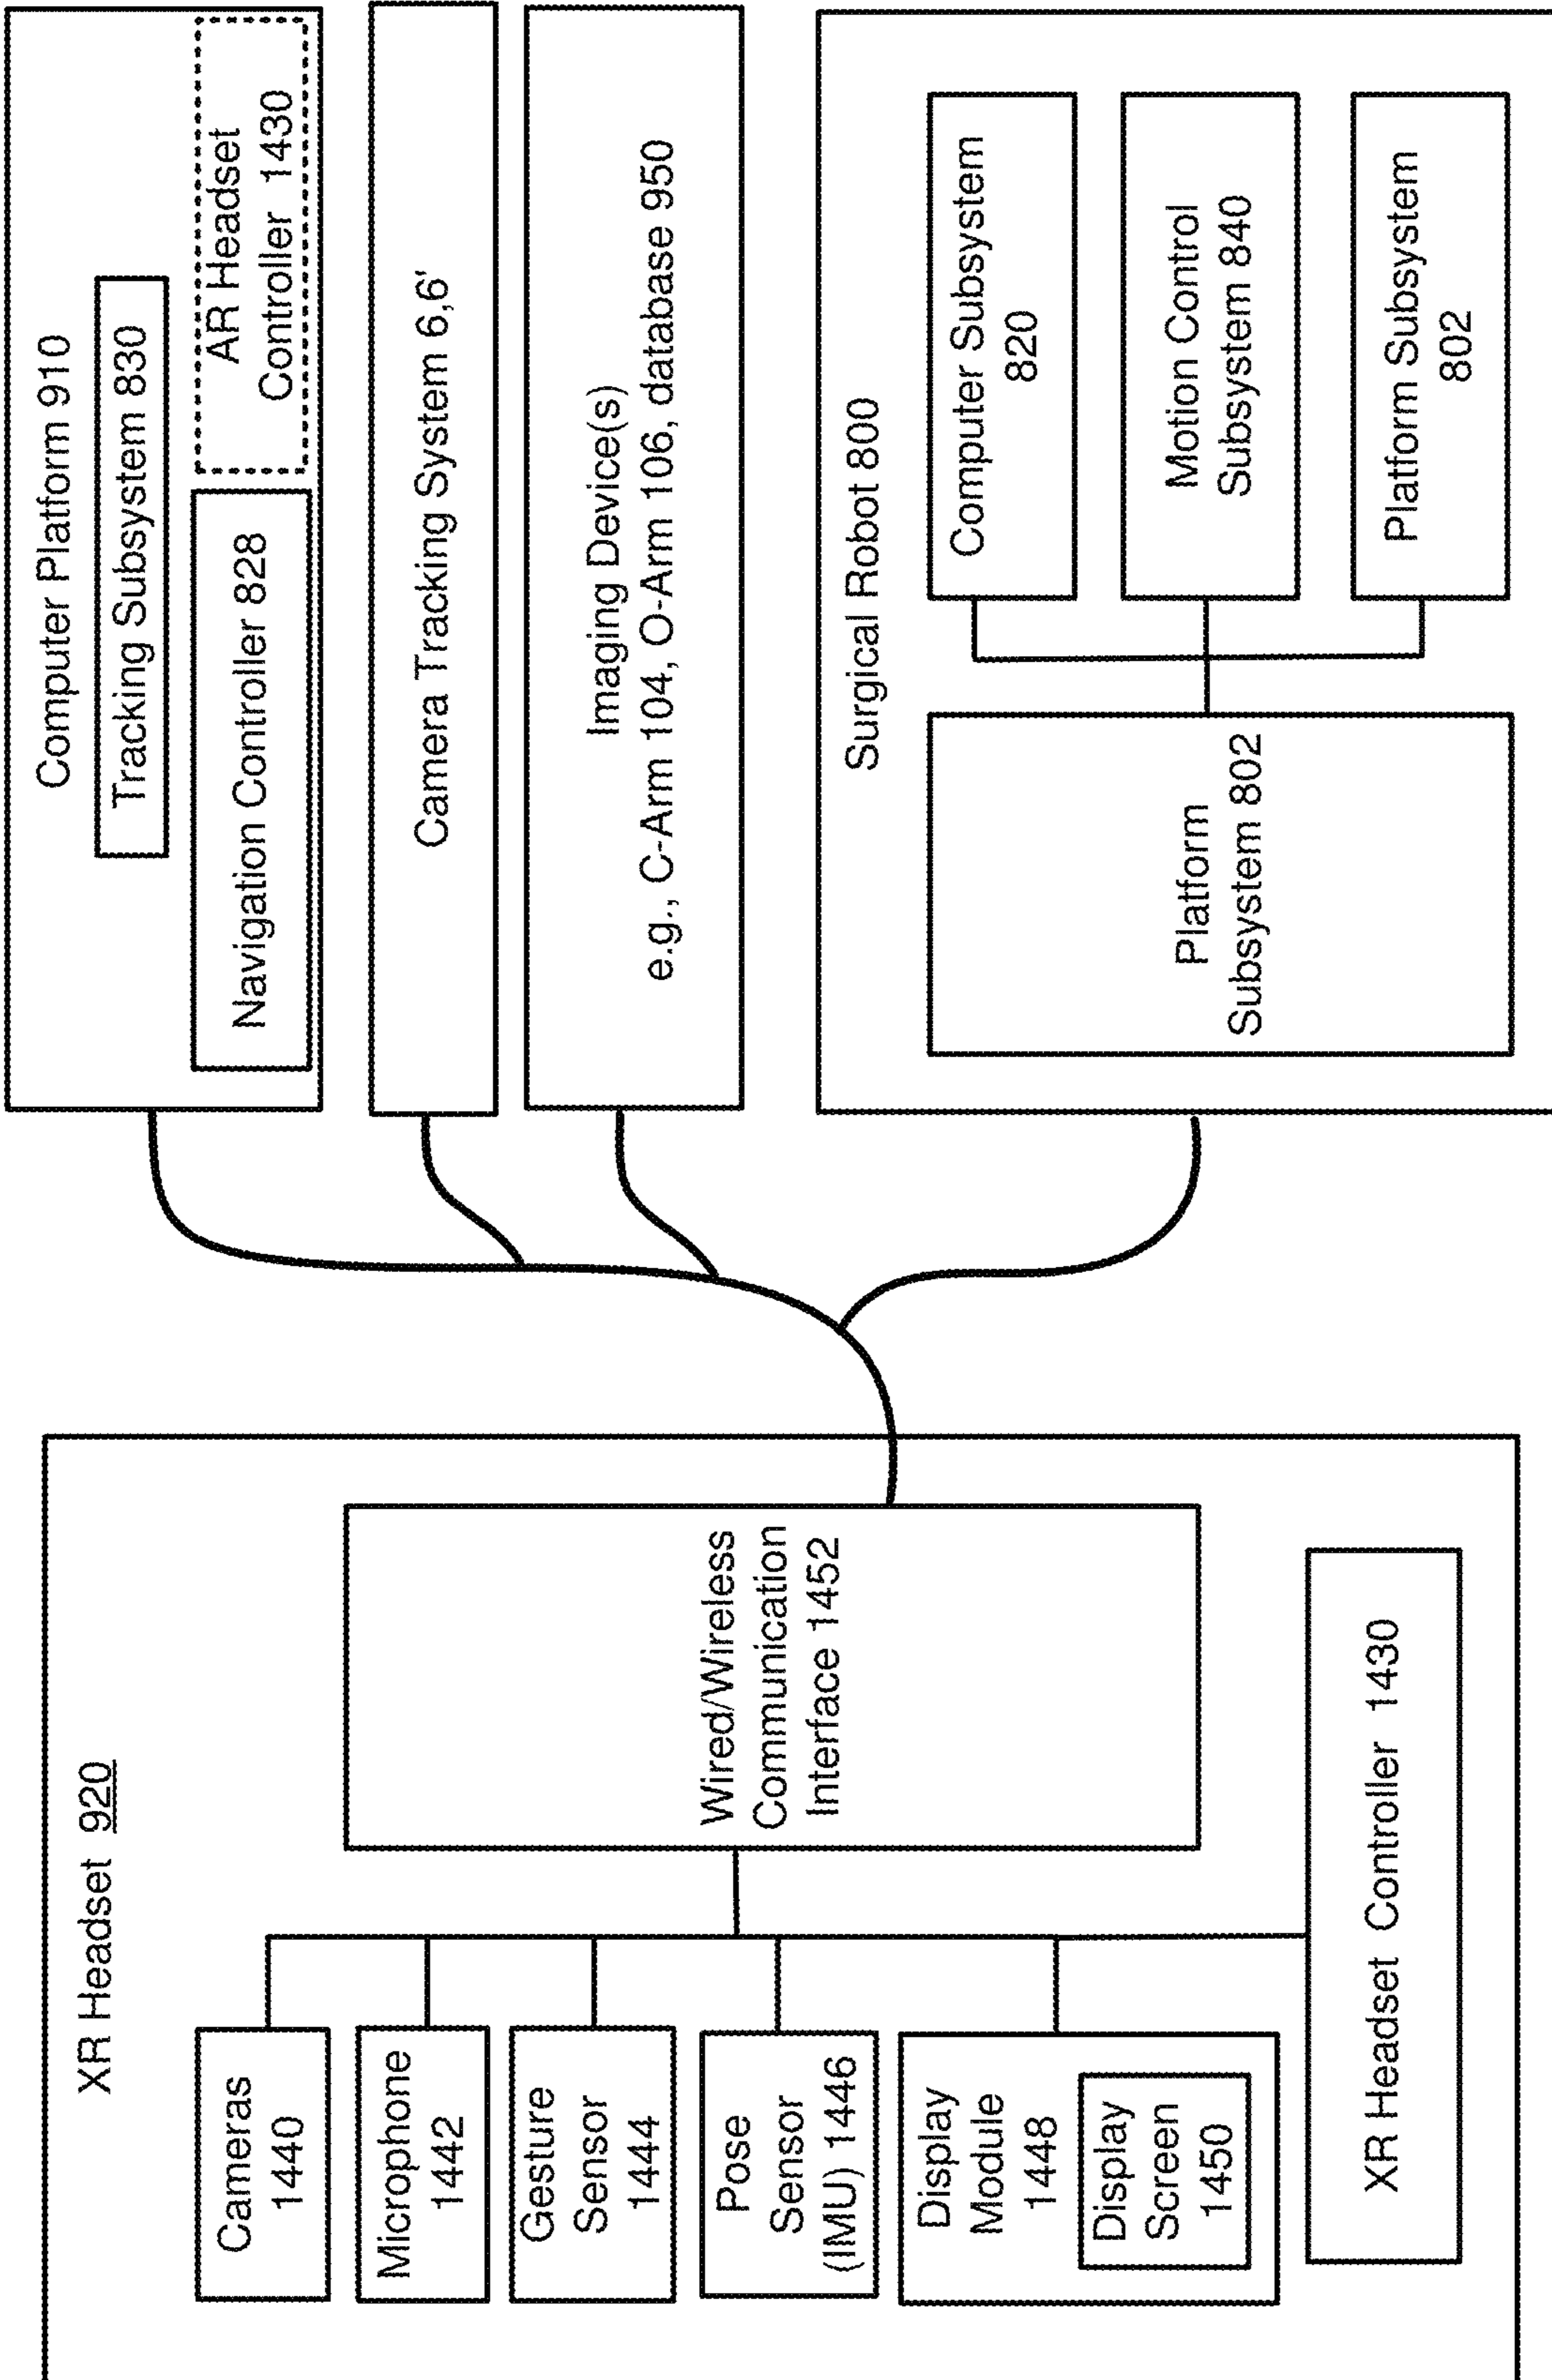 XR Headset 920
Cameras
1440
Microphone
1442
Gesture
Sensor
1444
Pose
Sensor
(IMU) 1446
Display
Module
1448
Display
Screen
1450
Wired/Wireless
Communication
Interface 1452
XR Headset Controller 1430
Computer Platform 910
Tracking Subsystem 830
Navigation Controller 828
AR Headset
Controller 1430
Camera Tracking System 6,6'
Imaging Device(s)
e.g., C-Arm 104, O-Arm 106, database 950
Surgical Robot 800
Platform
Subsystem 802
Computer Subsystem
820
Motion Control
Subsystem 840
Platform Subsystem
802